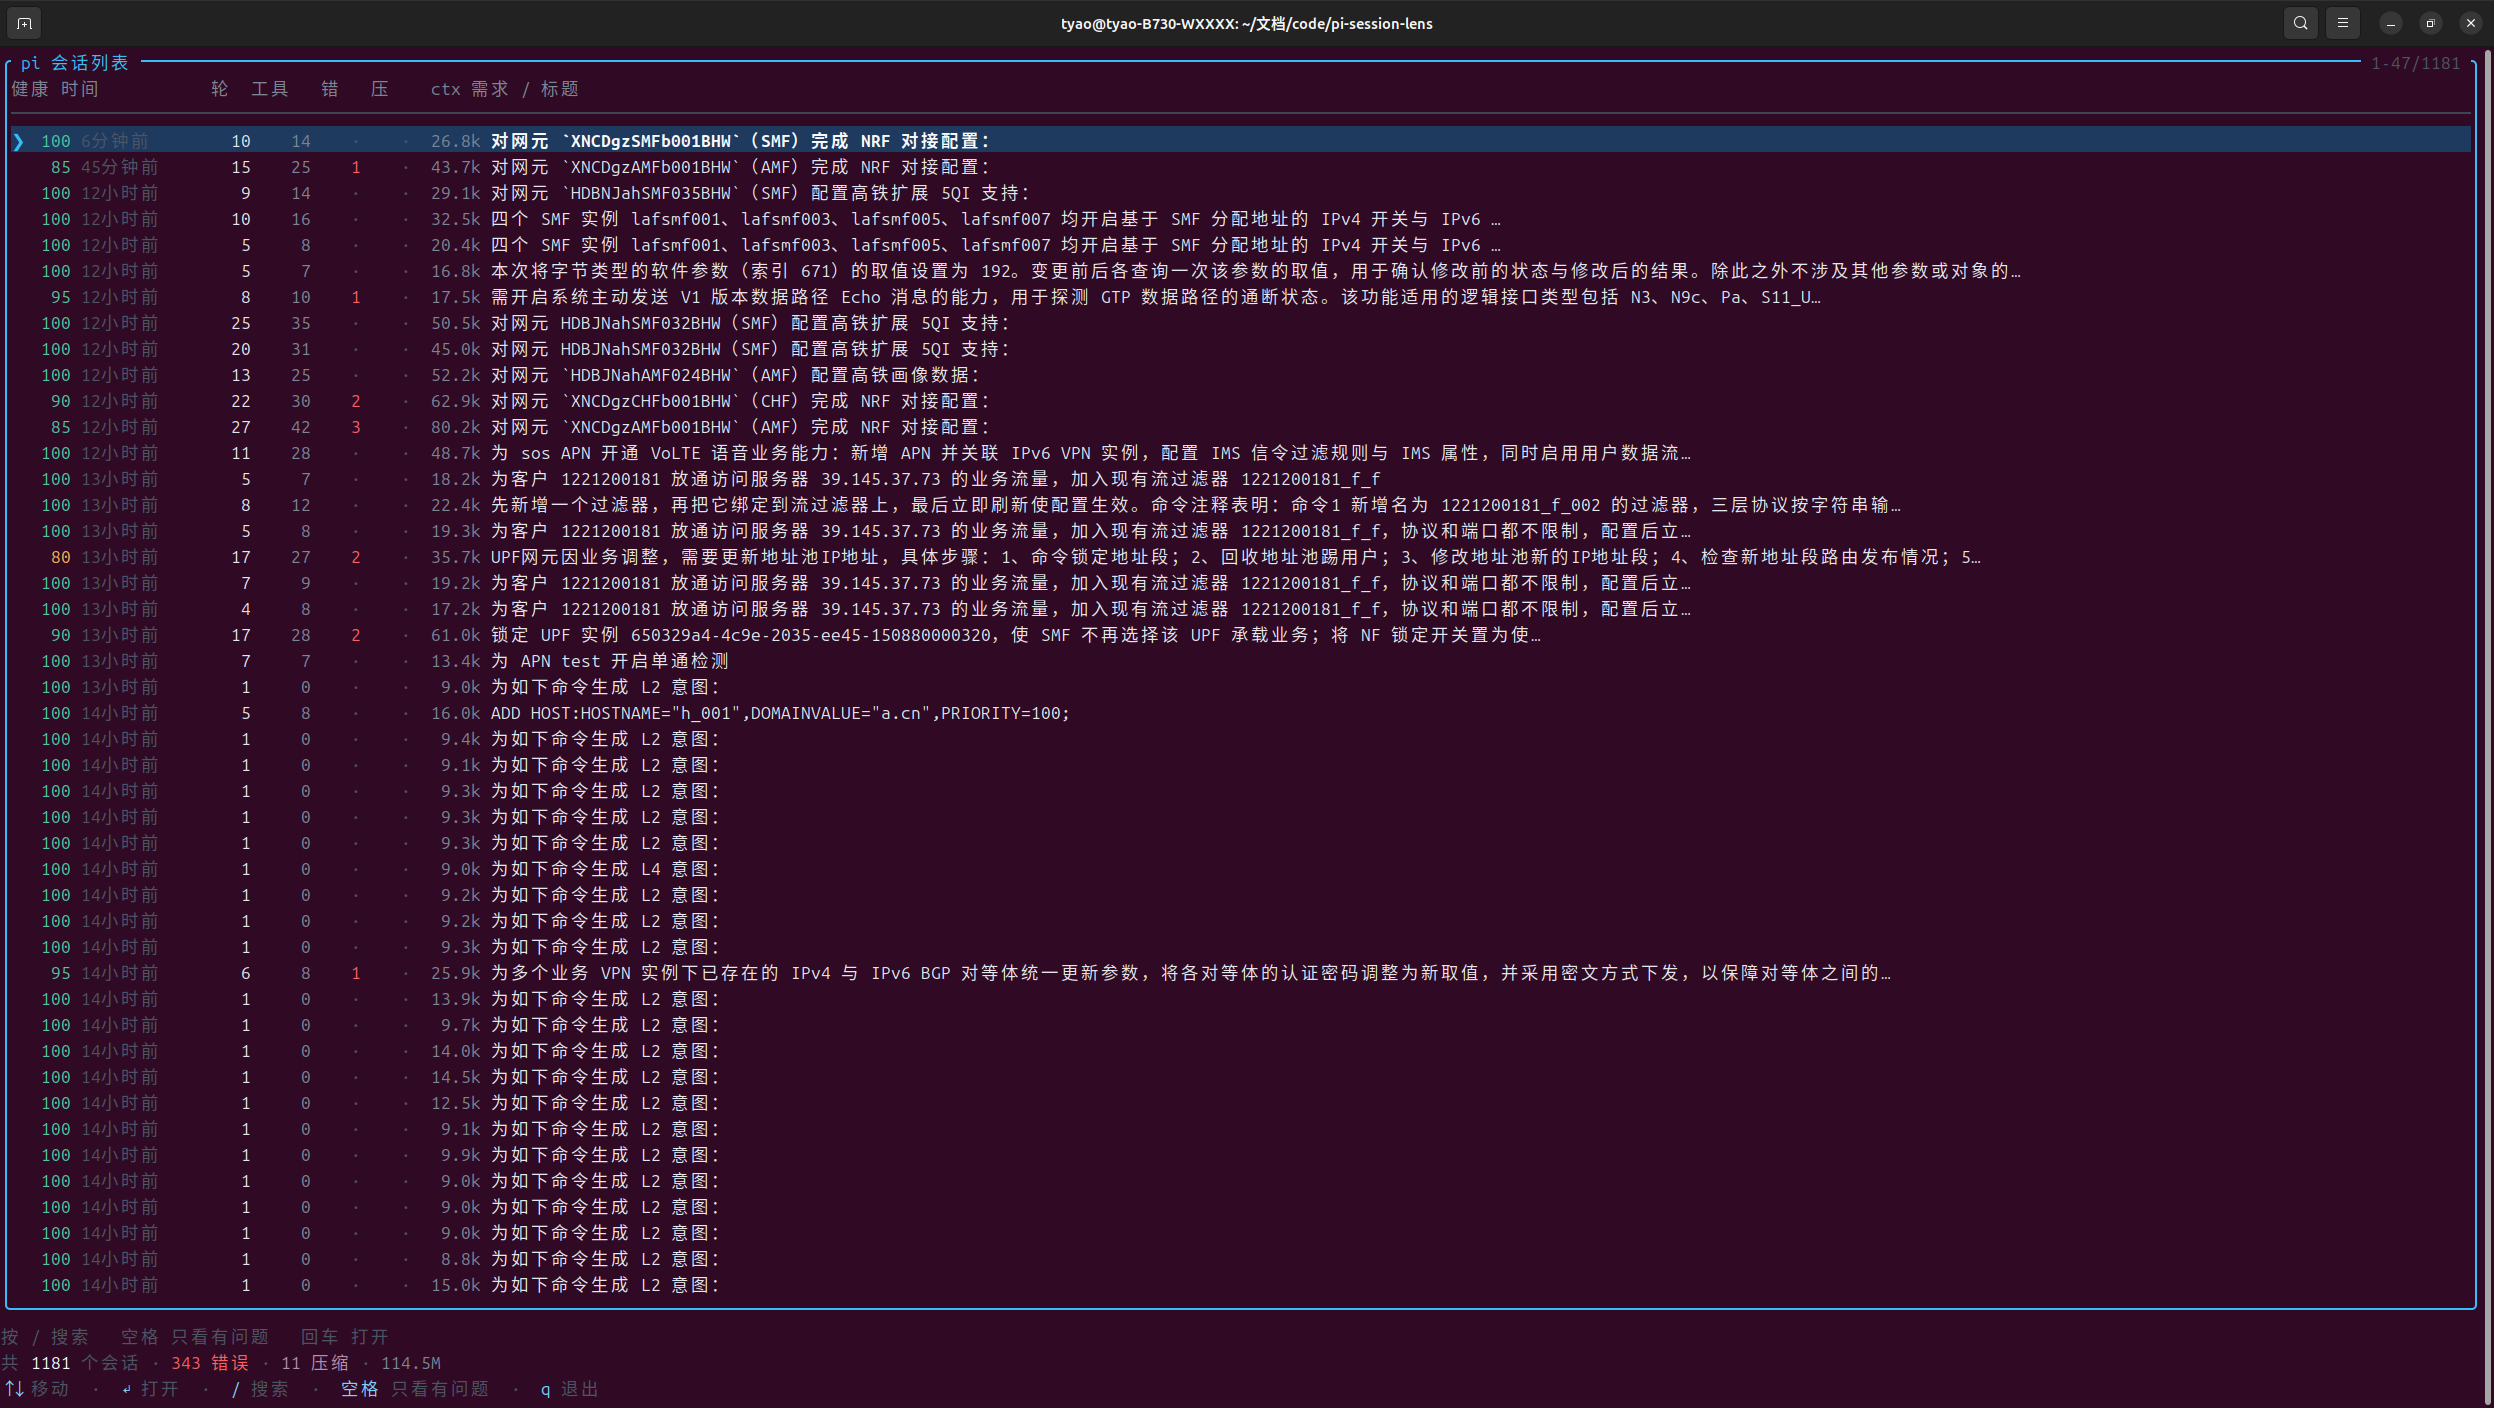 tyao@tyao-B730-WXXXX: ~/文档/code/pi-session-lens
pi 会话列表 1-47/1181
健康 时间 轮 工具 错 压 ctx 需求 / 标题
❯ 100 6分钟前 10 14 · · 26.8k 对网元 `XNCDgzSMFb001BHW`（SMF）完成 NRF 对接配置：
85 45分钟前 15 25 1 · 43.7k 对网元 `XNCDgzAMFb001BHW`（AMF）完成 NRF 对接配置：
100 12小时前 9 14 · · 29.1k 对网元 `HDBNJahSMF035BHW`（SMF）配置高铁扩展 5QI 支持：
100 12小时前 10 16 · · 32.5k 四个 SMF 实例 lafsmf001、lafsmf003、lafsmf005、lafsmf007 均开启基于 SMF 分配地址的 IPv4 开关与 IPv6 …
100 12小时前 5 8 · · 20.4k 四个 SMF 实例 lafsmf001、lafsmf003、lafsmf005、lafsmf007 均开启基于 SMF 分配地址的 IPv4 开关与 IPv6 …
100 12小时前 5 7 · · 16.8k 本次将字节类型的软件参数（索引 671）的取值设置为 192。变更前后各查询一次该参数的取值，用于确认修改前的状态与修改后的结果。除此之外不涉及其他参数或对象的…
95 12小时前 8 10 1 · 17.5k 需开启系统主动发送 V1 版本数据路径 Echo 消息的能力，用于探测 GTP 数据路径的通断状态。该功能适用的逻辑接口类型包括 N3、N9c、Pa、S11_U…
100 12小时前 25 35 · · 50.5k 对网元 HDBJNahSMF032BHW（SMF）配置高铁扩展 5QI 支持：
100 12小时前 20 31 · · 45.0k 对网元 HDBJNahSMF032BHW（SMF）配置高铁扩展 5QI 支持：
100 12小时前 13 25 · · 52.2k 对网元 `HDBJNahAMF024BHW`（AMF）配置高铁画像数据：
90 12小时前 22 30 2 · 62.9k 对网元 `XNCDgzCHFb001BHW`（CHF）完成 NRF 对接配置：
85 12小时前 27 42 3 · 80.2k 对网元 `XNCDgzAMFb001BHW`（AMF）完成 NRF 对接配置：
100 12小时前 11 28 · · 48.7k 为 sos APN 开通 VoLTE 语音业务能力：新增 APN 并关联 IPv6 VPN 实例，配置 IMS 信令过滤规则与 IMS 属性，同时启用用户数据流…
100 13小时前 5 7 · · 18.2k 为客户 1221200181 放通访问服务器 39.145.37.73 的业务流量，加入现有流过滤器 1221200181_f_f
100 13小时前 8 12 · · 22.4k 先新增一个过滤器，再把它绑定到流过滤器上，最后立即刷新使配置生效。命令注释表明：命令1 新增名为 1221200181_f_002 的过滤器，三层协议按字符串输…
100 13小时前 5 8 · · 19.3k 为客户 1221200181 放通访问服务器 39.145.37.73 的业务流量，加入现有流过滤器 1221200181_f_f，协议和端口都不限制，配置后立…
80 13小时前 17 27 2 · 35.7k UPF网元因业务调整，需要更新地址池IP地址，具体步骤：1、命令锁定地址段；2、回收地址池踢用户；3、修改地址池新的IP地址段；4、检查新地址段路由发布情况；5…
100 13小时前 7 9 · · 19.2k 为客户 1221200181 放通访问服务器 39.145.37.73 的业务流量，加入现有流过滤器 1221200181_f_f，协议和端口都不限制，配置后立…
100 13小时前 4 8 · · 17.2k 为客户 1221200181 放通访问服务器 39.145.37.73 的业务流量，加入现有流过滤器 1221200181_f_f，协议和端口都不限制，配置后立…
90 13小时前 17 28 2 · 61.0k 锁定 UPF 实例 650329a4-4c9e-2035-ee45-150880000320，使 SMF 不再选择该 UPF 承载业务；将 NF 锁定开关置为使…
100 13小时前 7 7 · · 13.4k 为 APN test 开启单通检测
100 13小时前 1 0 · · 9.0k 为如下命令生成 L2 意图：
100 14小时前 5 8 · · 16.0k ADD HOST:HOSTNAME="h_001",DOMAINVALUE="a.cn",PRIORITY=100;
100 14小时前 1 0 · · 9.4k 为如下命令生成 L2 意图：
100 14小时前 1 0 · · 9.1k 为如下命令生成 L2 意图：
100 14小时前 1 0 · · 9.3k 为如下命令生成 L2 意图：
100 14小时前 1 0 · · 9.3k 为如下命令生成 L2 意图：
100 14小时前 1 0 · · 9.3k 为如下命令生成 L2 意图：
100 14小时前 1 0 · · 9.0k 为如下命令生成 L4 意图：
100 14小时前 1 0 · · 9.2k 为如下命令生成 L2 意图：
100 14小时前 1 0 · · 9.2k 为如下命令生成 L2 意图：
100 14小时前 1 0 · · 9.3k 为如下命令生成 L2 意图：
95 14小时前 6 8 1 · 25.9k 为多个业务 VPN 实例下已存在的 IPv4 与 IPv6 BGP 对等体统一更新参数，将各对等体的认证密码调整为新取值，并采用密文方式下发，以保障对等体之间的…
100 14小时前 1 0 · · 13.9k 为如下命令生成 L2 意图：
100 14小时前 1 0 · · 9.7k 为如下命令生成 L2 意图：
100 14小时前 1 0 · · 14.0k 为如下命令生成 L2 意图：
100 14小时前 1 0 · · 14.5k 为如下命令生成 L2 意图：
100 14小时前 1 0 · · 12.5k 为如下命令生成 L2 意图：
100 14小时前 1 0 · · 9.1k 为如下命令生成 L2 意图：
100 14小时前 1 0 · · 9.9k 为如下命令生成 L2 意图：
100 14小时前 1 0 · · 9.0k 为如下命令生成 L2 意图：
100 14小时前 1 0 · · 9.0k 为如下命令生成 L2 意图：
100 14小时前 1 0 · · 9.0k 为如下命令生成 L2 意图：
100 14小时前 1 0 · · 8.8k 为如下命令生成 L2 意图：
100 14小时前 1 0 · · 15.0k 为如下命令生成 L2 意图：
按 / 搜索 空格 只看有问题 回车 打开
共 1181 个会话 · 343 错误 · 11 压缩 · 114.5M
↑↓ 移动 · ↲ 打开 · / 搜索 · 空格 只看有问题 · q 退出